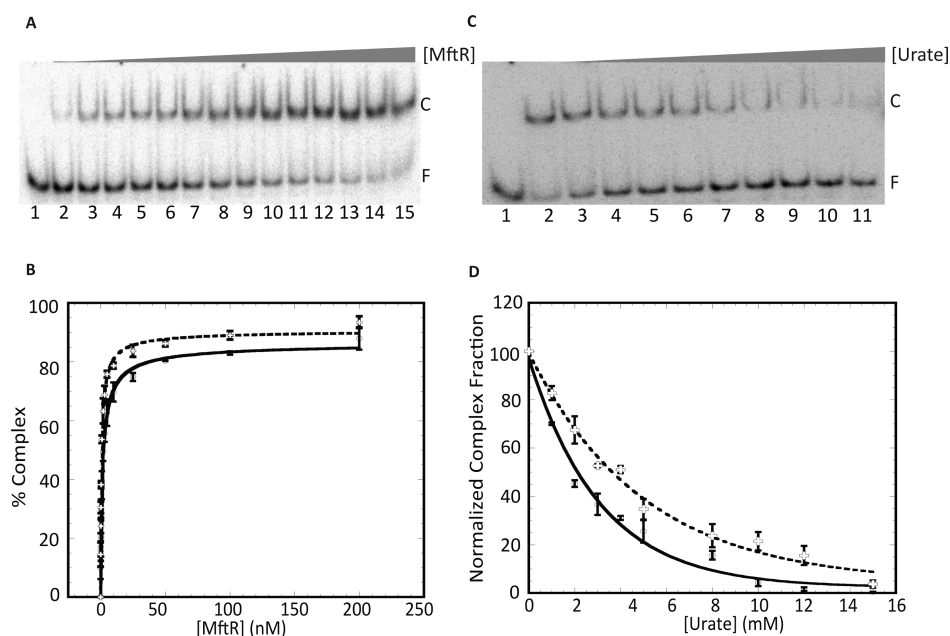 A
[MftR]
C
F
1 2 3 4 5 6 7 8 9 10 11 12 13 14 15
C
[Urate]
C
F
1 2 3 4 5 6 7 8 9 10 11
B
% Complex
100
80
60
40
20
0
0 50 100 150 200 250
[MftR] (nM)
D
Normalized Complex Fraction
120
100
80
60
40
20
0
0 2 4 6 8 10 12 14 16
[Urate] (mM)